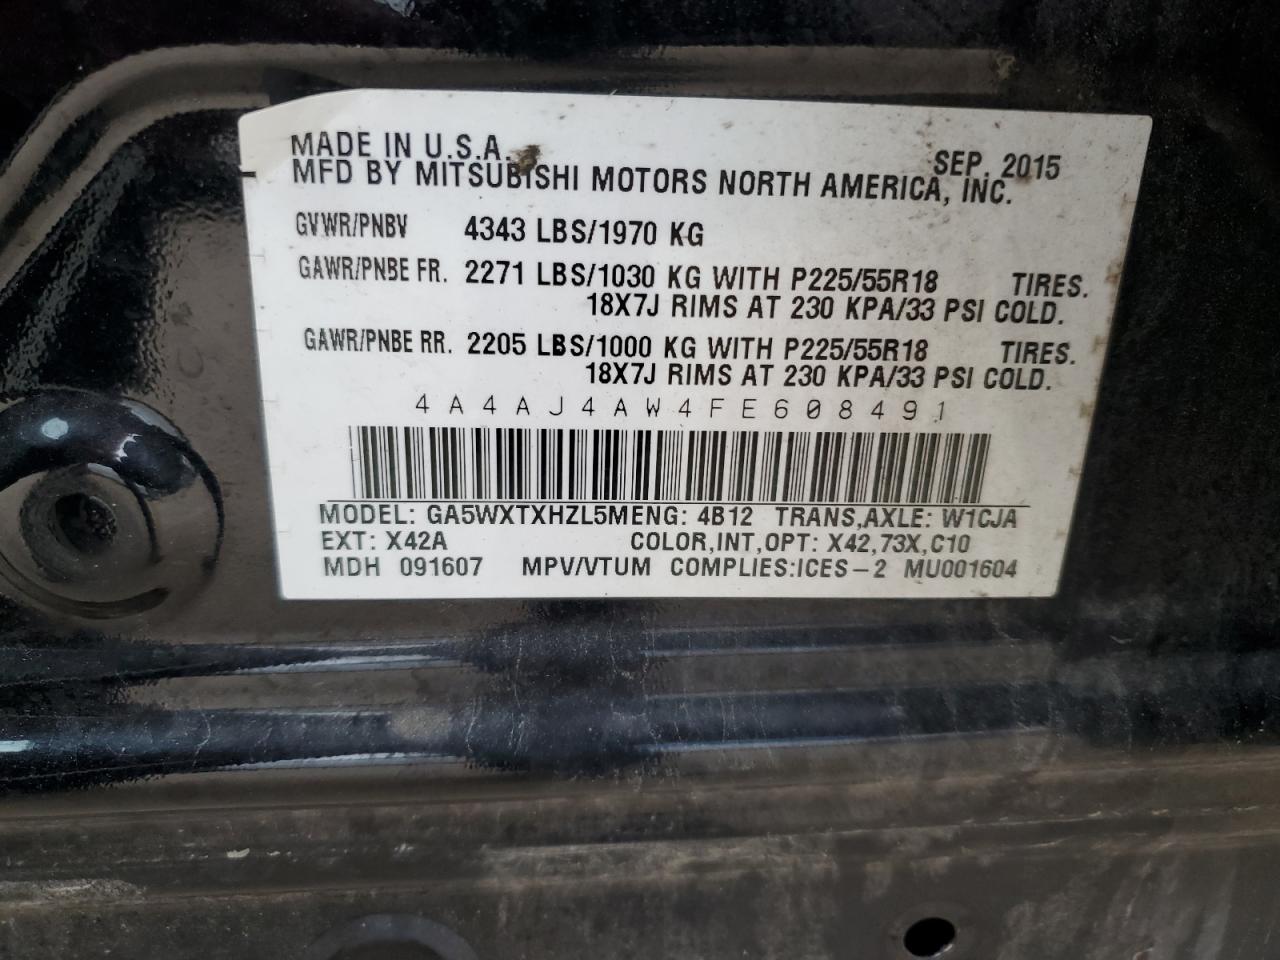 MADE IN U.S.A. SEP. 2015
MFD BY MITSUBISHI MOTORS NORTH AMERICA, INC.
GVWR/PNBV 4343 LBS/1970 KG
GAWR/PNBE FR. 2271 LBS/1030 KG WITH P225/55R18 TIRES.
18X7J RIMS AT 230 KPA/33 PSI COLD.
GAWR/PNBE RR. 2205 LBS/1000 KG WITH P225/55R18 TIRES.
18X7J RIMS AT 230 KPA/33 PSI COLD.
4A4AJ4AW4FE608491
MODEL: GA5WXTXHZL5MENG: 4B12 TRANS,AXLE: W1CJA
EXT: X42A COLOR,INT,OPT: X42,73X,C10
MDH 091607 MPV/VTUM COMPLIES:ICES-2 MU001604